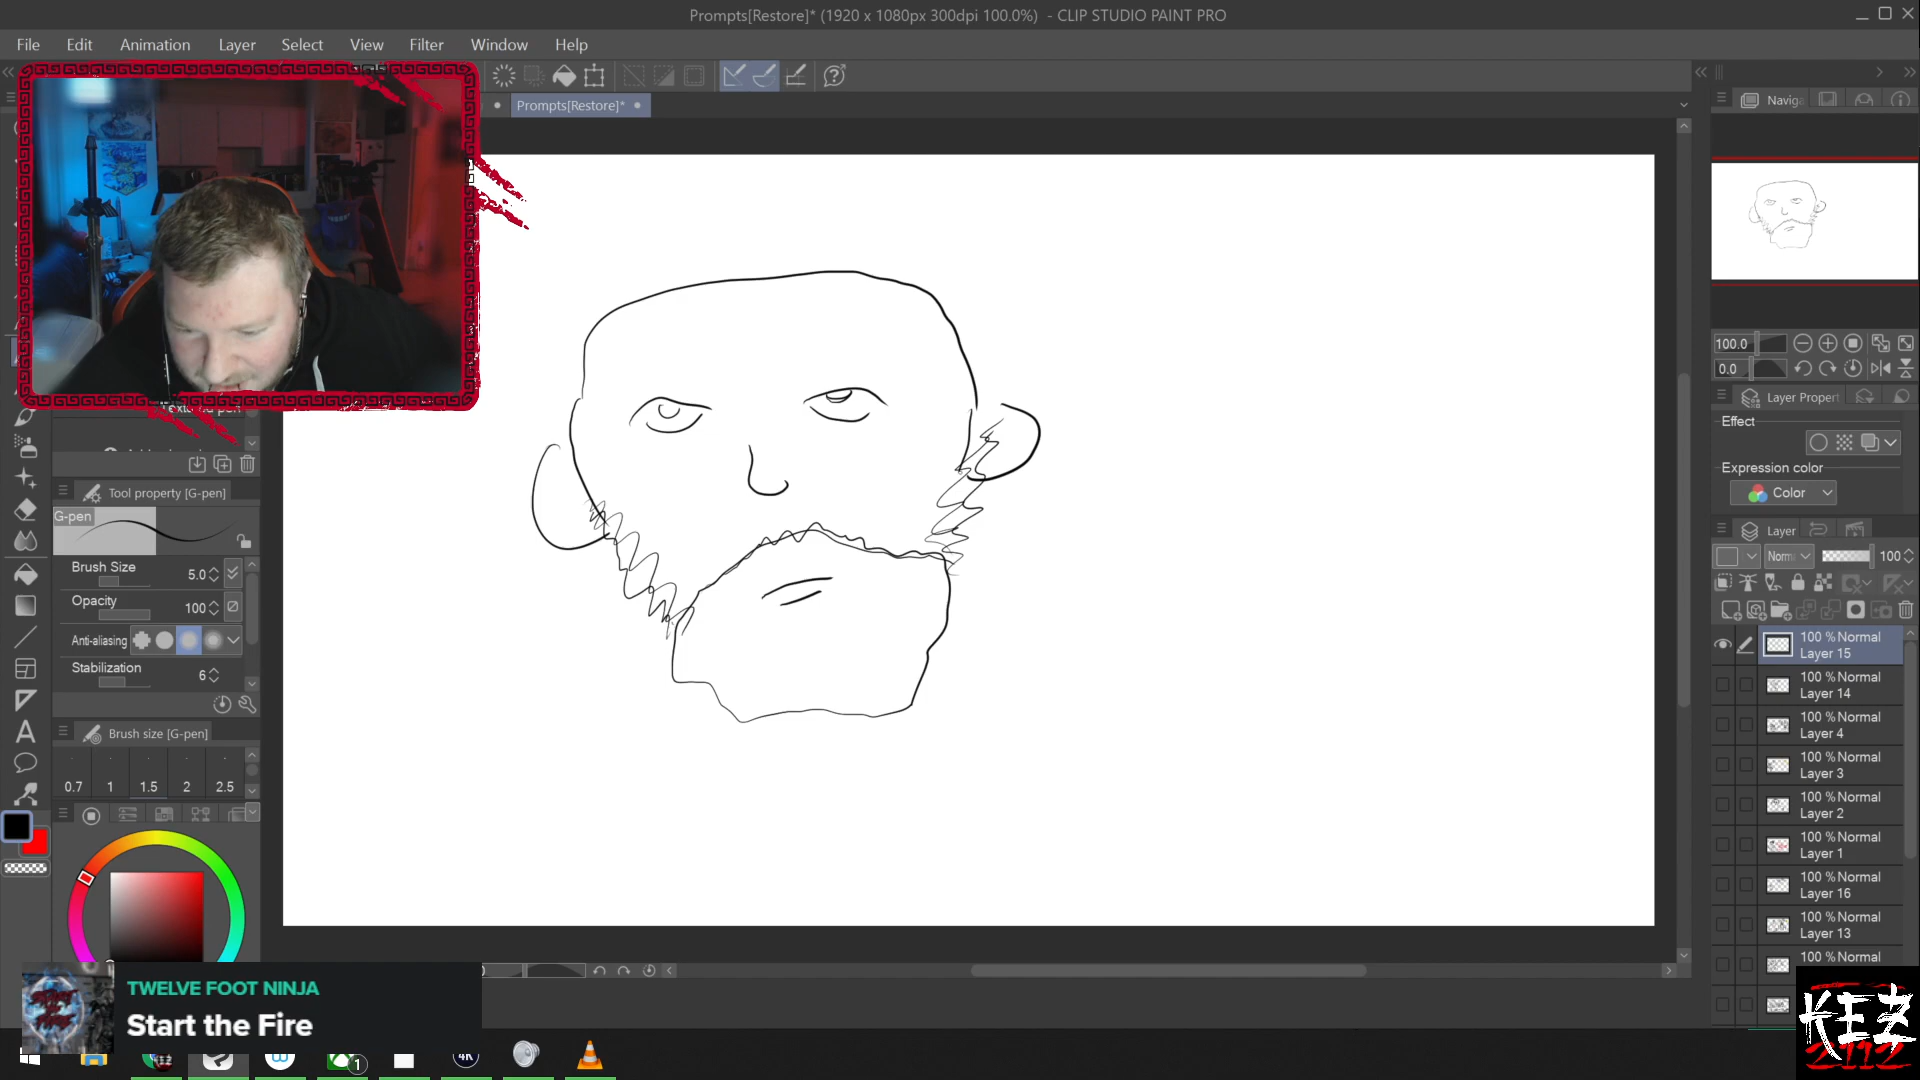 Prompts[Restore]* (1920 x 1080px 300dpi 100.0%) - CLIP STUDIO PAINT PRO
File Edit Animation Layer Select View Filter Window Help
Prompts[Restore]*
Tool property [G-pen]
G-pen
Brush Size 5.0
Opacity 100
Anti-aliasing
Stabilization 6
Brush size [G-pen]
0.7 1 1.5 2 2.5
TWELVE FOOT NINJA
Start the Fire
4K
1
Navig
100.0
0.0
Layer Propert
Effect
Expression color
Color
Layer
Norm 100
100 % Normal
Layer 15
100 % Normal
Layer 14
100 % Normal
Layer 4
100 % Normal
Layer 3
100 % Normal
Layer 2
100 % Normal
Layer 1
100 % Normal
Layer 16
100 % Normal
Layer 13
100 % Normal
KEZ
2112